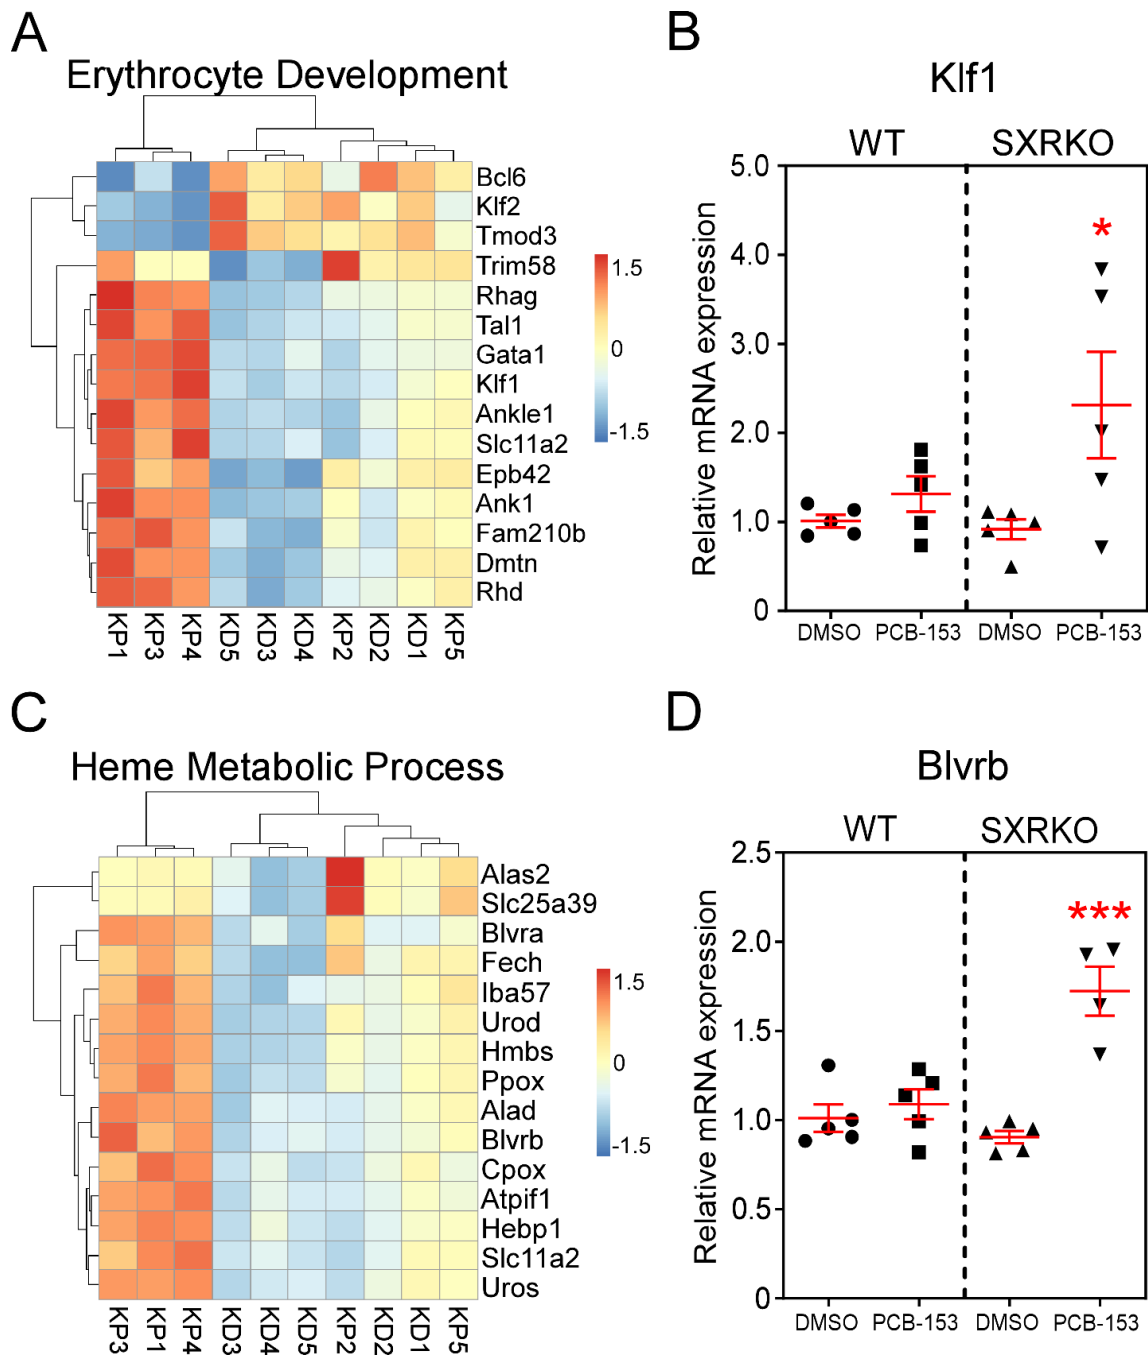 A
Erythrocyte Development
Bcl6
Klf2
Tmod3
Trim58
Rhag
Tal1
Gata1
Klf1
Ankle1
Slc11a2
Epb42
Ank1
Fam210b
Dmtn
Rhd
1.5
0
-1.5
KP1 KP3 KP4 KD5 KD3 KD4 KP2 KD2 KD1 KP5
B
Klf1
WT SXRKO
*
Relative mRNA expression
5.0
4.0
3.0
2.0
1.0
0
DMSO PCB-153 DMSO PCB-153
C
Heme Metabolic Process
Alas2
Slc25a39
Blvra
Fech
Iba57
Urod
Hmbs
Ppox
Alad
Blvrb
Cpox
Atpif1
Hebp1
Slc11a2
Uros
1.5
0
-1.5
KP3 KP1 KP4 KD3 KD4 KD5 KP2 KD2 KD1 KP5
D
Blvrb
WT SXRKO
***
Relative mRNA expression
2.5
2.0
1.5
1.0
0.5
0
DMSO PCB-153 DMSO PCB-153